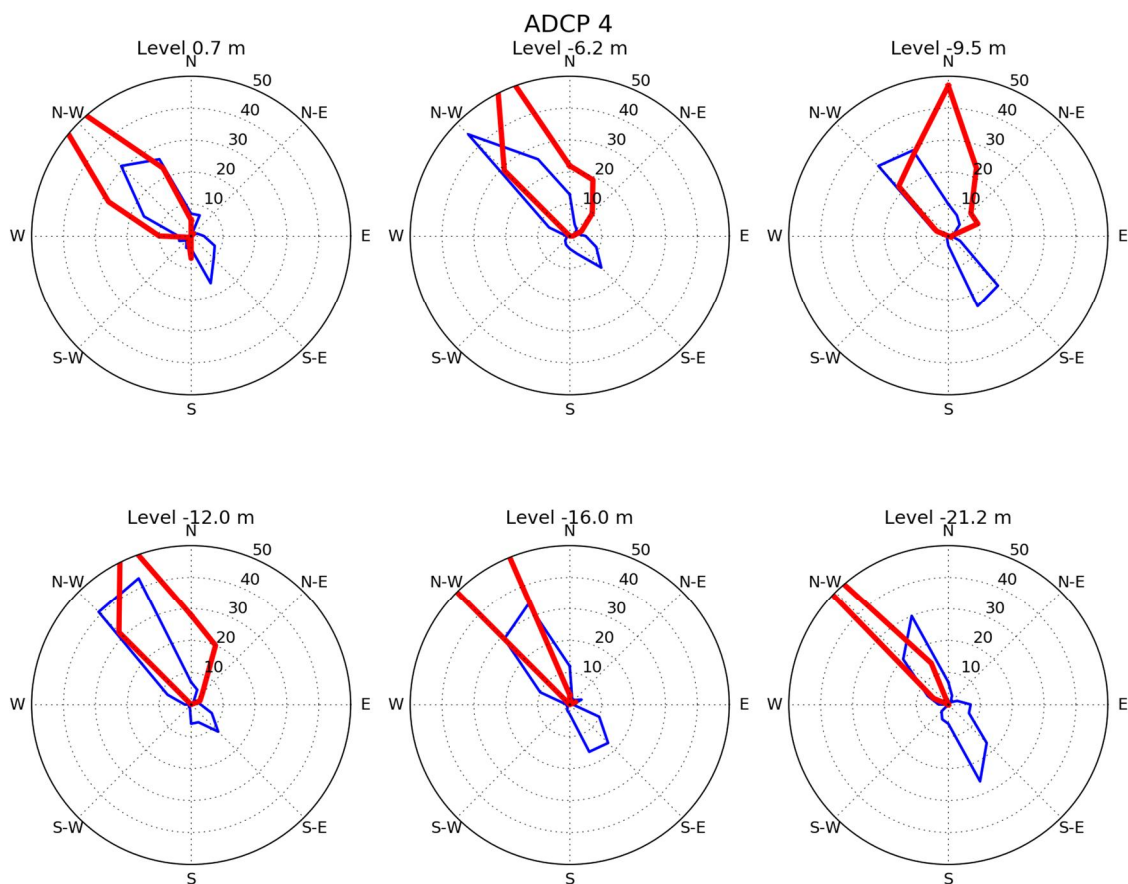 ADCP 4
Level 0.7 m
Level -6.2 m
Level -9.5 m
N
N
N
50
50
50
N-W
40
N-E
N-W
40
N-E
N-W
40
N-E
30
30
30
20
20
20
10
10
10
W
E
W
E
W
E
S-W
S-E
S-W
S-E
S-W
S-E
S
S
S
Level -12.0 m
Level -16.0 m
Level -21.2 m
N
N
N
50
50
50
N-W
40
N-E
N-W
40
N-E
N-W
40
N-E
30
30
30
20
20
20
10
10
10
W
E
W
E
W
E
S-W
S-E
S-W
S-E
S-W
S-E
S
S
S